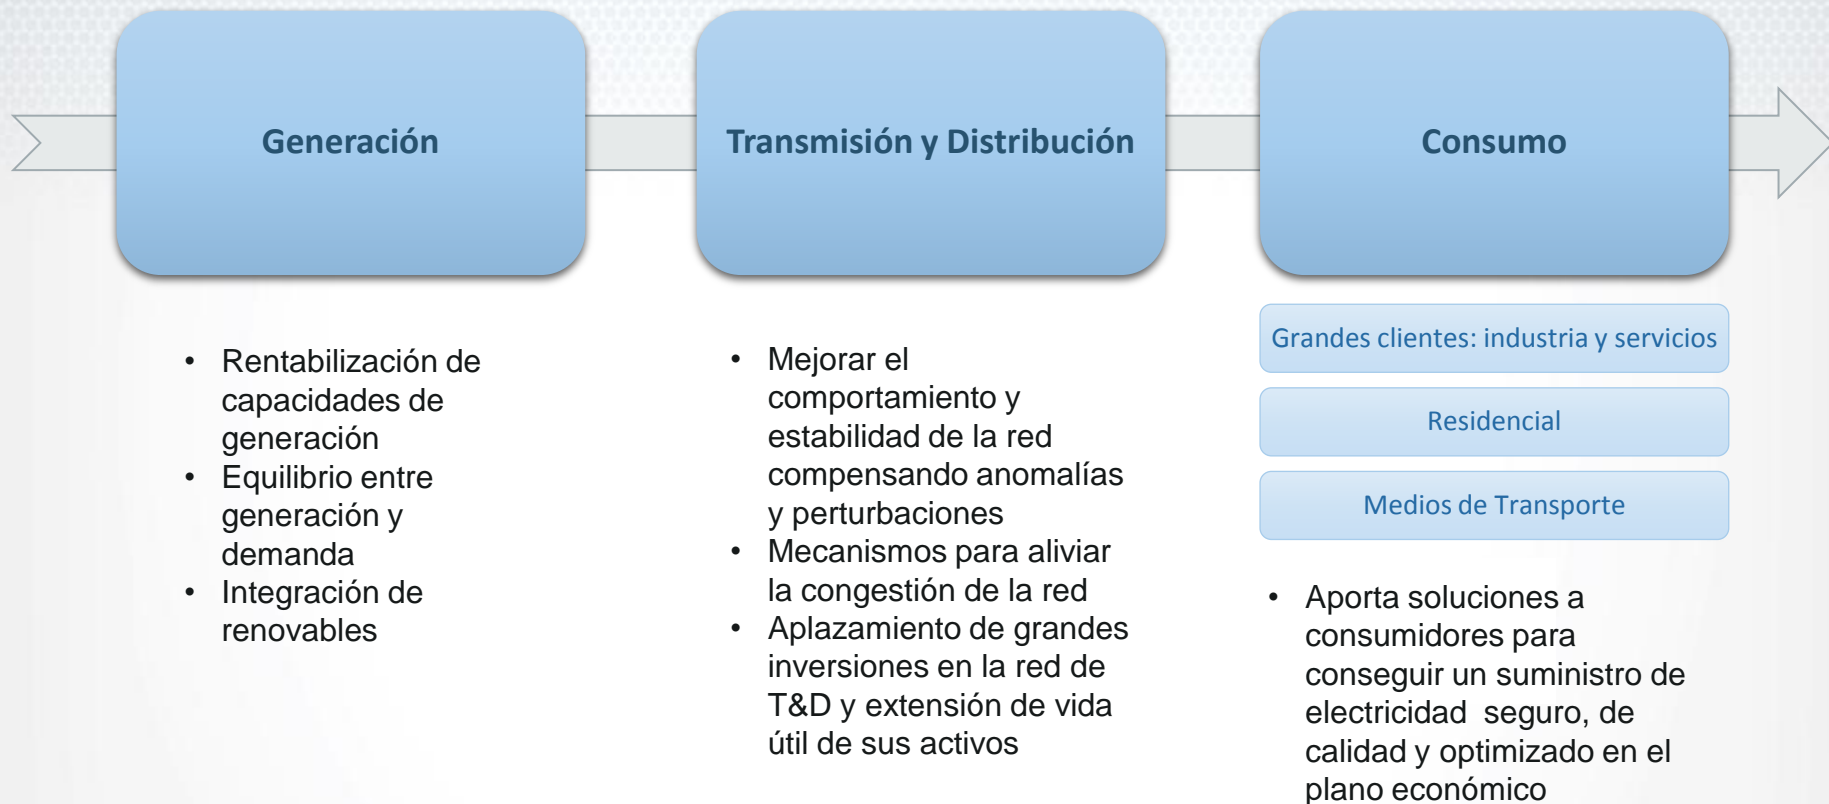 Generación
Transmisión y Distribución
Consumo
• Rentabilización de
capacidades de
generación
• Equilibrio entre
generación y
demanda
• Integración de
renovables
• Mejorar el
comportamiento y
estabilidad de la red
compensando anomalías
y perturbaciones
• Mecanismos para aliviar
la congestión de la red
• Aplazamiento de grandes
inversiones en la red de
T&D y extensión de vida
útil de sus activos
Grandes clientes: industria y servicios
Residencial
Medios de Transporte
• Aporta soluciones a
consumidores para
conseguir un suministro de
electricidad  seguro, de
calidad y optimizado en el
plano económico